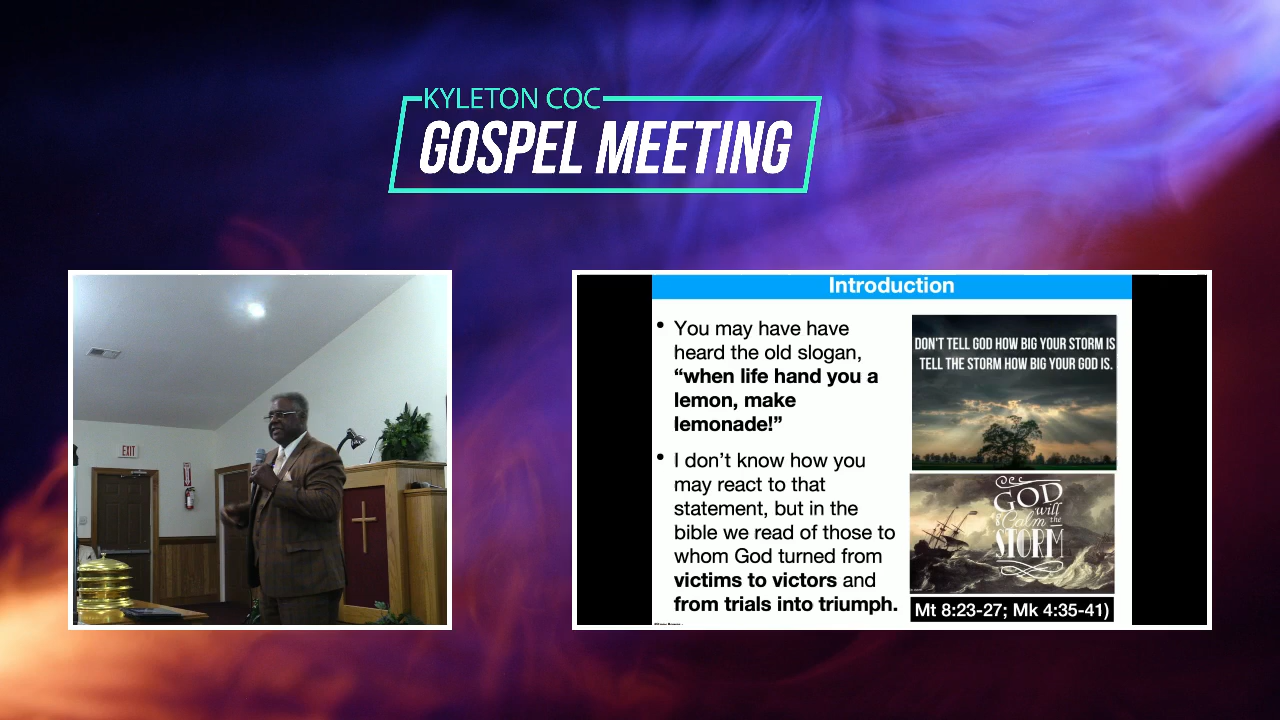 KYLETON COC
GOSPEL MEETING
EXIT
Introduction
• You may have have
heard the old slogan,
“when life hand you a
lemon, make
lemonade!”
• I don’t know how you
may react to that
statement, but in the
bible we read of those to
whom God turned from
victims to victors and
from trials into triumph.
DON'T TELL GOD HOW BIG YOUR STORM IS
TELL THE STORM HOW BIG YOUR GOD IS.
GOD
will
Calm the
STORM
Mt 8:23-27; Mk 4:35-41)